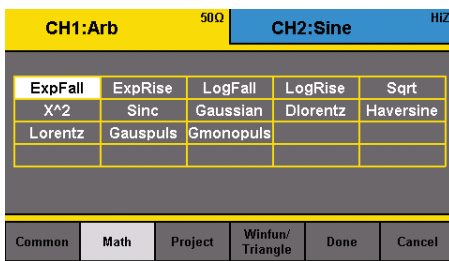 CH1:Arb 50Ω CH2:Sine HiZ
ExpFall ExpRise LogFall LogRise Sqrt
X^2 Sinc Gaussian Dlorentz Haversine
Lorentz Gauspuls Gmonopuls
Common Math Project Winfun/ Done Cancel
Triangle